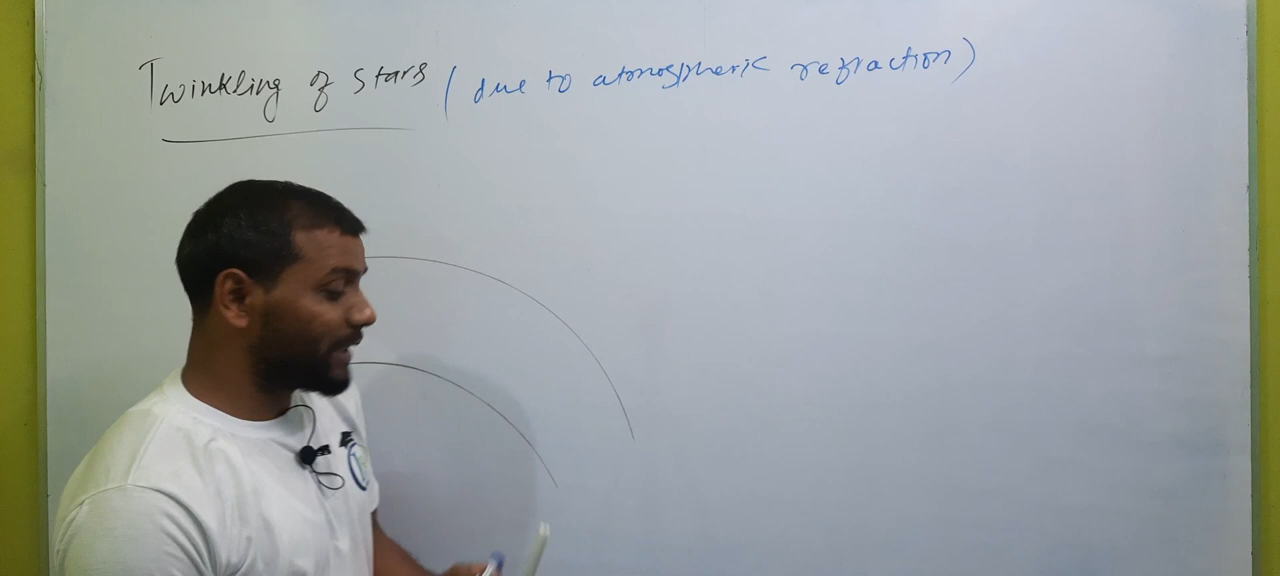 Twinkling of stars (due to atmospheric refraction)